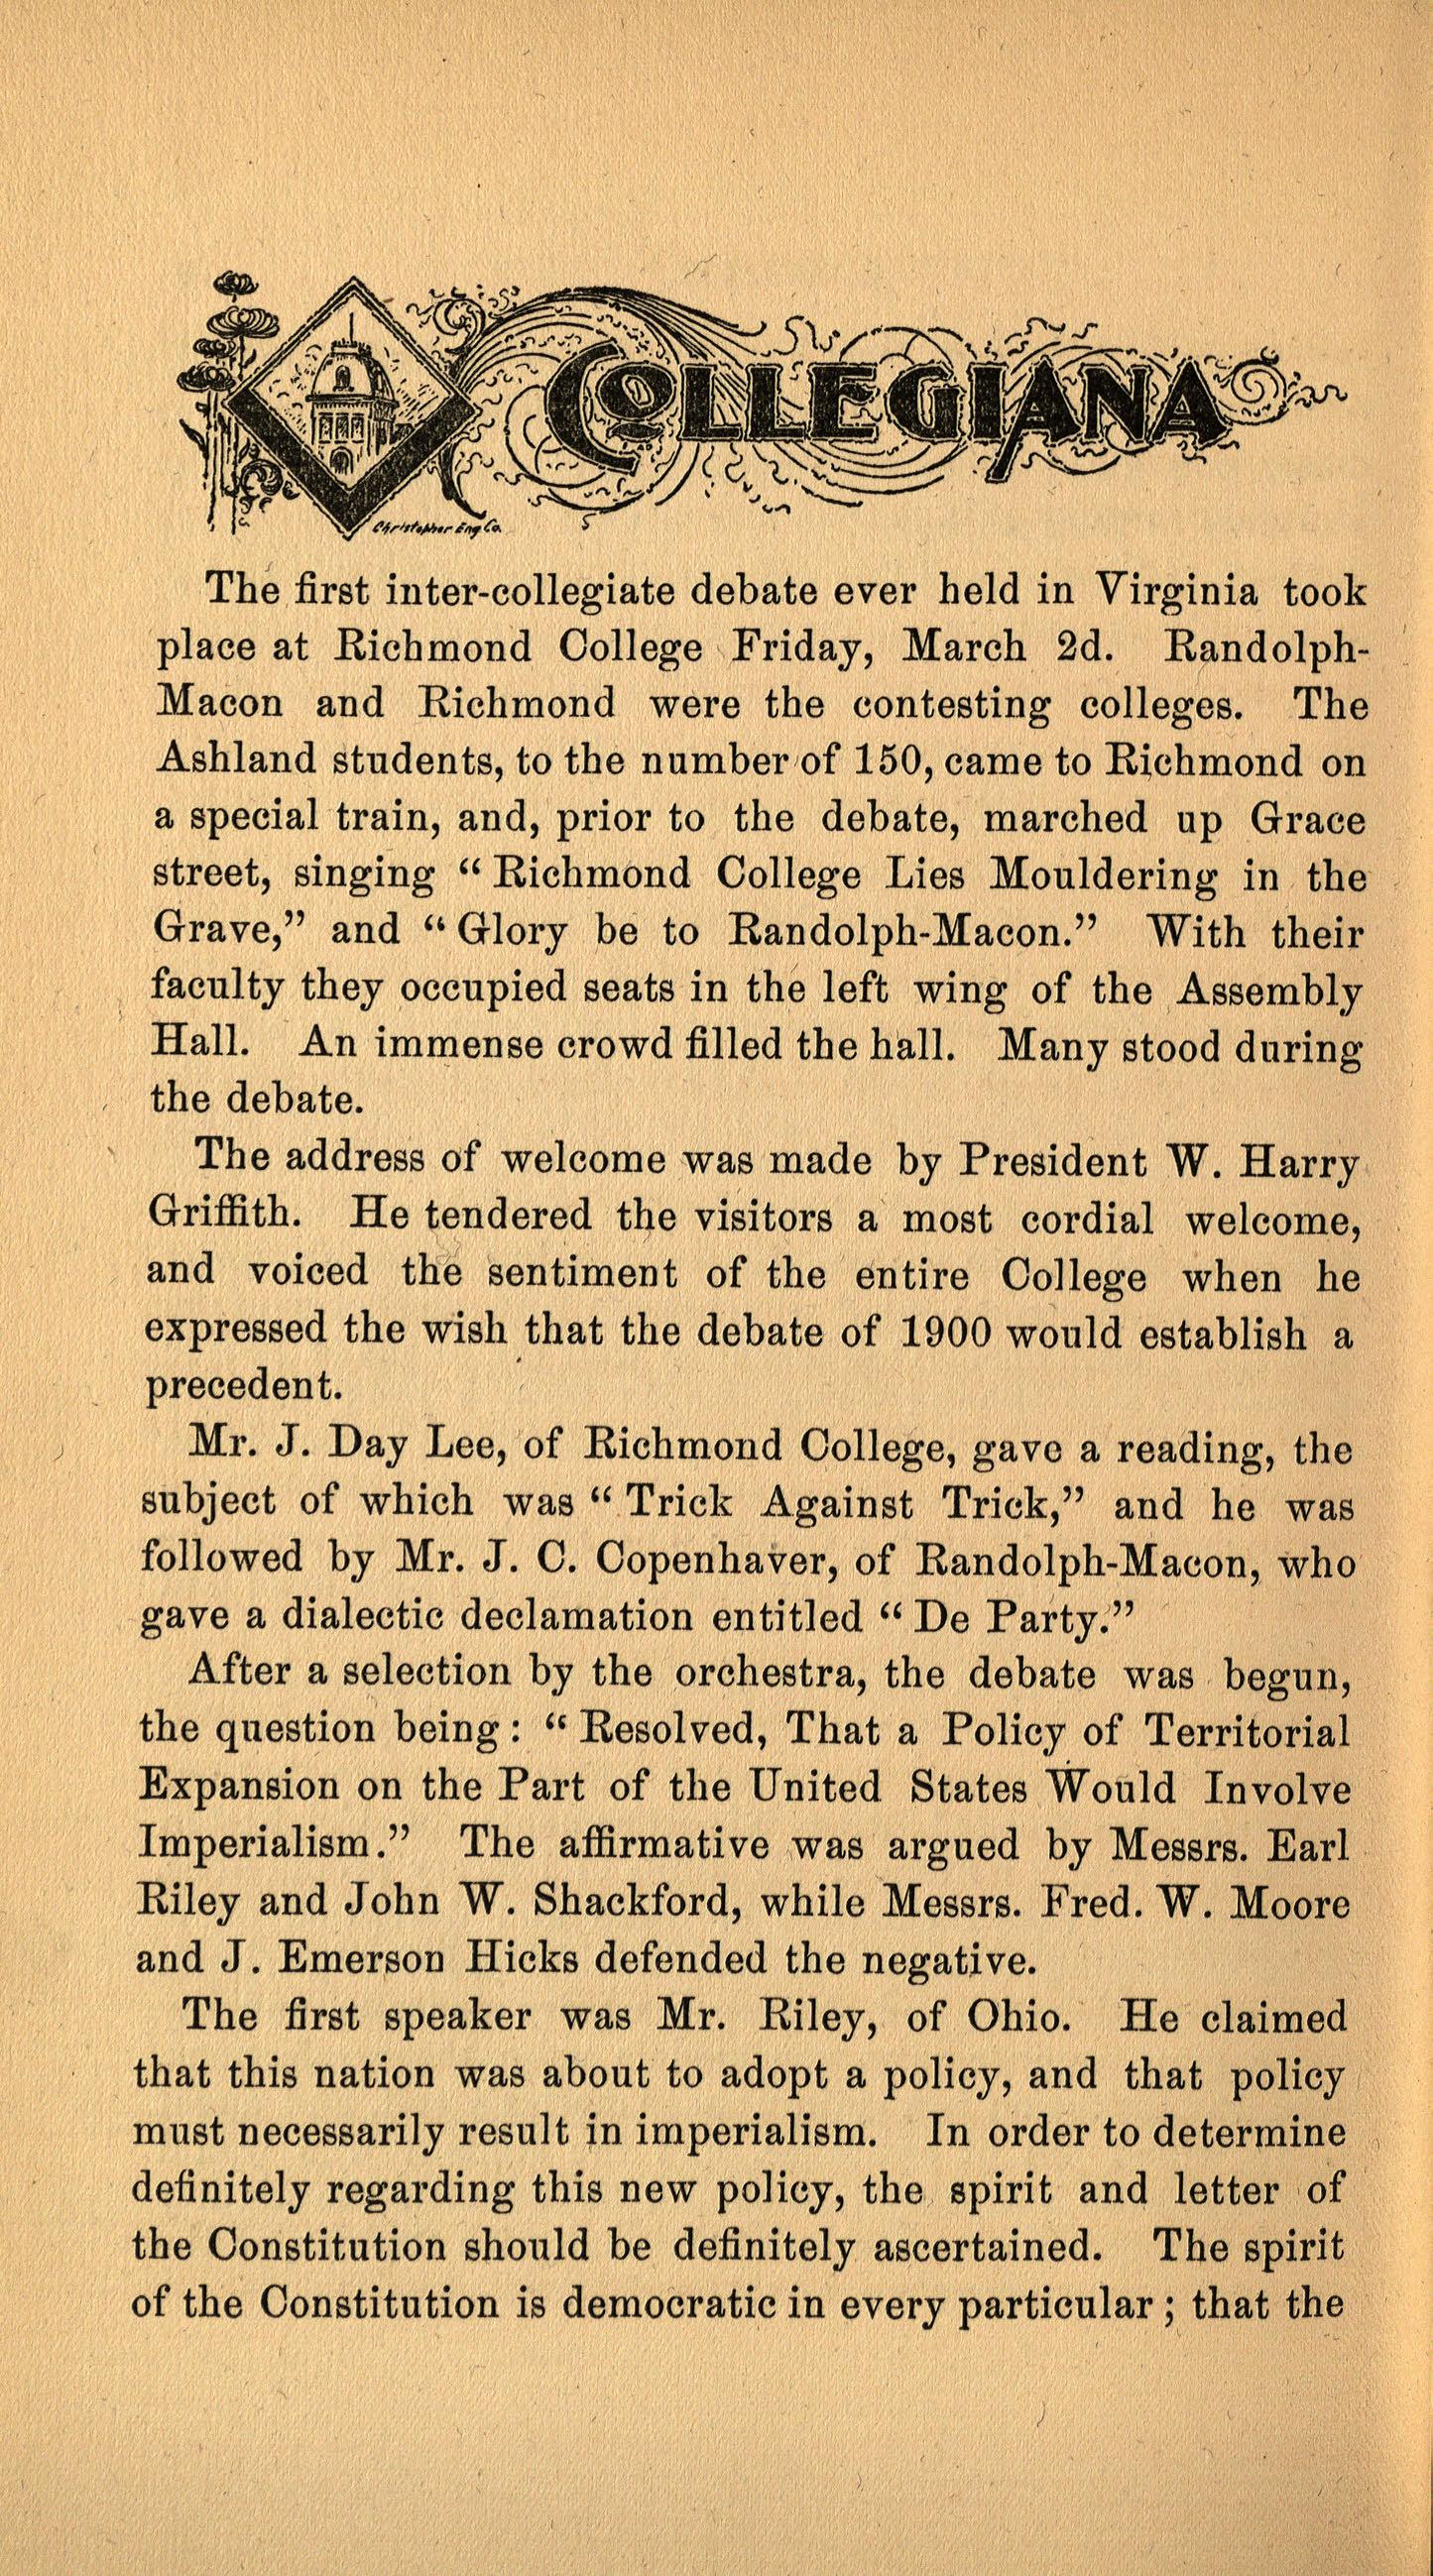 COLLEGIANA
Christopher Eng Co.
The first inter-collegiate debate ever held in Virginia took
place at Richmond College Friday, March 2d. Randolph-
Macon and Richmond were the contesting colleges. The
Ashland students, to the number of 150, came to Richmond on
a special train, and, prior to the debate, marched up Grace
street, singing “ Richmond College Lies Mouldering in the
Grave,” and “ Glory be to Randolph-Macon.” With their
faculty they occupied seats in the left wing of the Assembly
Hall. An immense crowd filled the hall. Many stood during
the debate.
The address of welcome was made by President W. Harry
Griffith. He tendered the visitors a most cordial welcome,
and voiced the sentiment of the entire College when he
expressed the wish that the debate of 1900 would establish a
precedent.
Mr. J. Day Lee, of Richmond College, gave a reading, the
subject of which was “ Trick Against Trick,” and he was
followed by Mr. J. C. Copenhaver, of Randolph-Macon, who
gave a dialectic declamation entitled “ De Party.”
After a selection by the orchestra, the debate was begun,
the question being : “ Resolved, That a Policy of Territorial
Expansion on the Part of the United States Would Involve
Imperialism.” The affirmative was argued by Messrs. Earl
Riley and John W. Shackford, while Messrs. Fred. W. Moore
and J. Emerson Hicks defended the negative.
The first speaker was Mr. Riley, of Ohio. He claimed
that this nation was about to adopt a policy, and that policy
must necessarily result in imperialism. In order to determine
definitely regarding this new policy, the spirit and letter of
the Constitution should be definitely ascertained. The spirit
of the Constitution is democratic in every particular ; that the